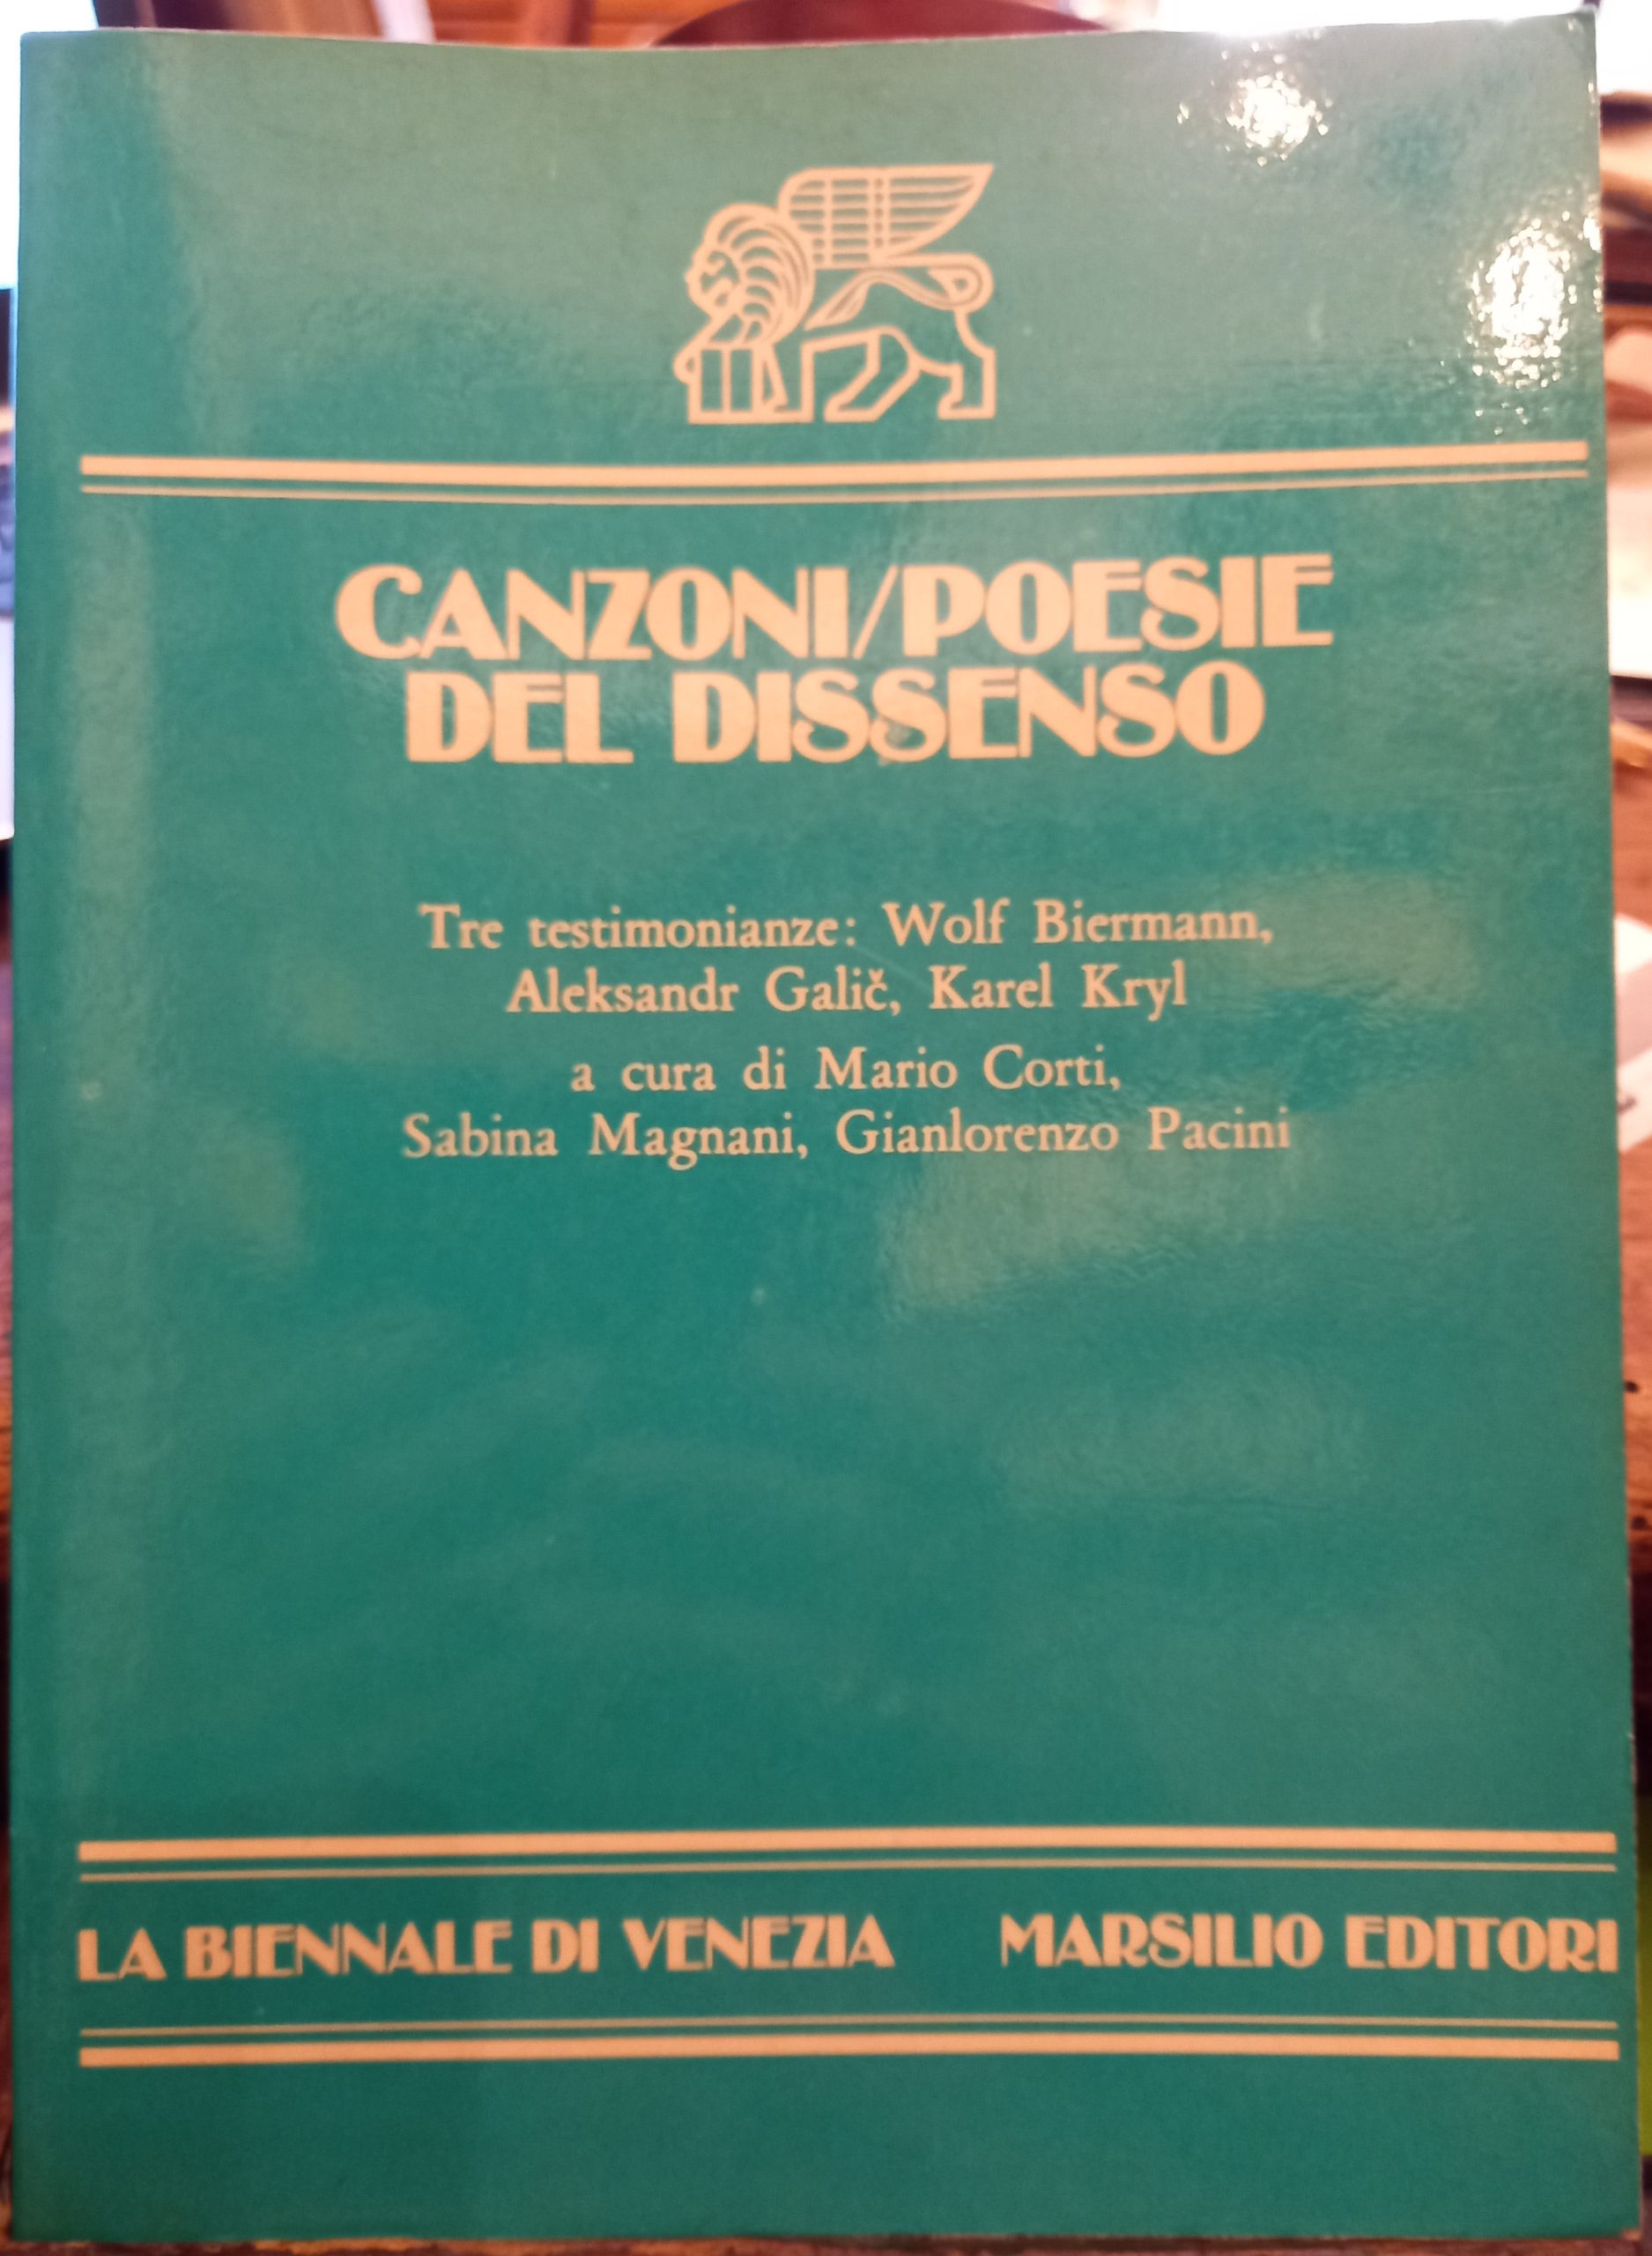 CANZONI/POESIE
DEL DISSENSO
Tre testimonianze: Wolf Biermann,
Aleksandr Galič, Karel Kryl
a cura di Mario Corti,
Sabina Magnani, Gianlorenzo Pacini
LA BIENNALE DI VENEZIA MARSILIO EDITORI